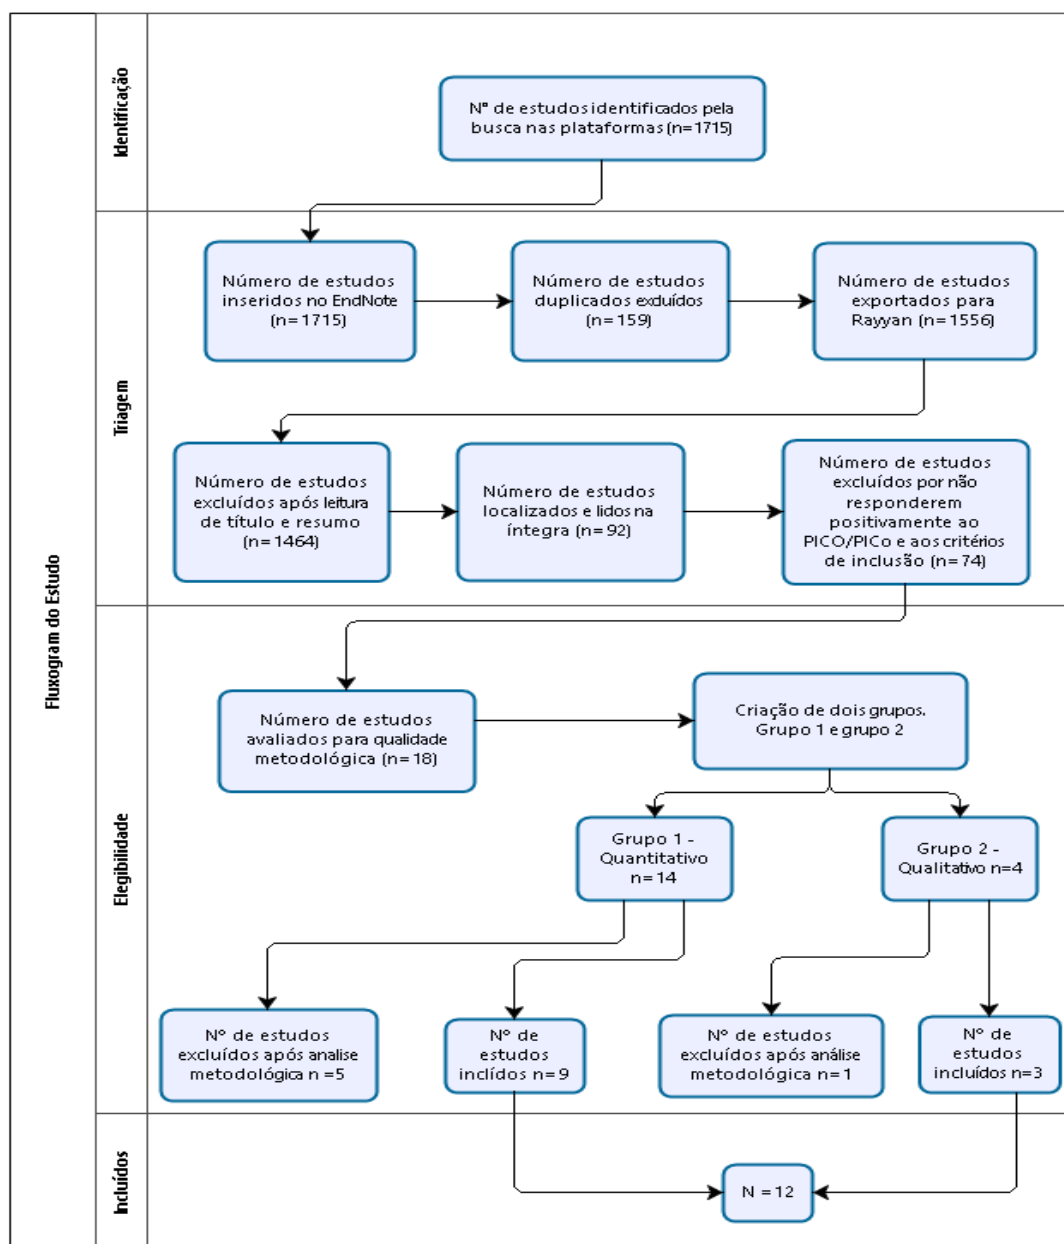 Fluxogram do Estudo
Identificação
Nº de estudos identificados pela
busca nas plataformas (n=1715)
Triagem
Número de estudos
inseridos no EndNote
(n=1715)
Número de estudos
duplicados excluídos
(n=159)
Número de estudos
exportados para
Rayyan (n=1556)
Número de estudos
excluídos após leitura
de título e resumo
(n=1464)
Número de estudos
localizados e lidos na
íntegra (n=92)
Número de estudos
excluídos por não
responderem
positivamente ao
PICO/PICo e aos critérios
de inclusão (n=74)
Elegibilidade
Número de estudos
avaliados para qualidade
metodológica (n=18)
Criação de dois grupos.
Grupo 1 e grupo 2
Grupo 1 -
Quantitativo
n=14
Grupo 2 -
Qualitativo n=4
Nº de estudos
excluídos após analise
metodológica n =5
Nº de
estudos
inclídos n=9
Nº de estudos
excluídos após análise
metodológica n=1
Nº de
estudos
incluídos n=3
Incluídos
N =12